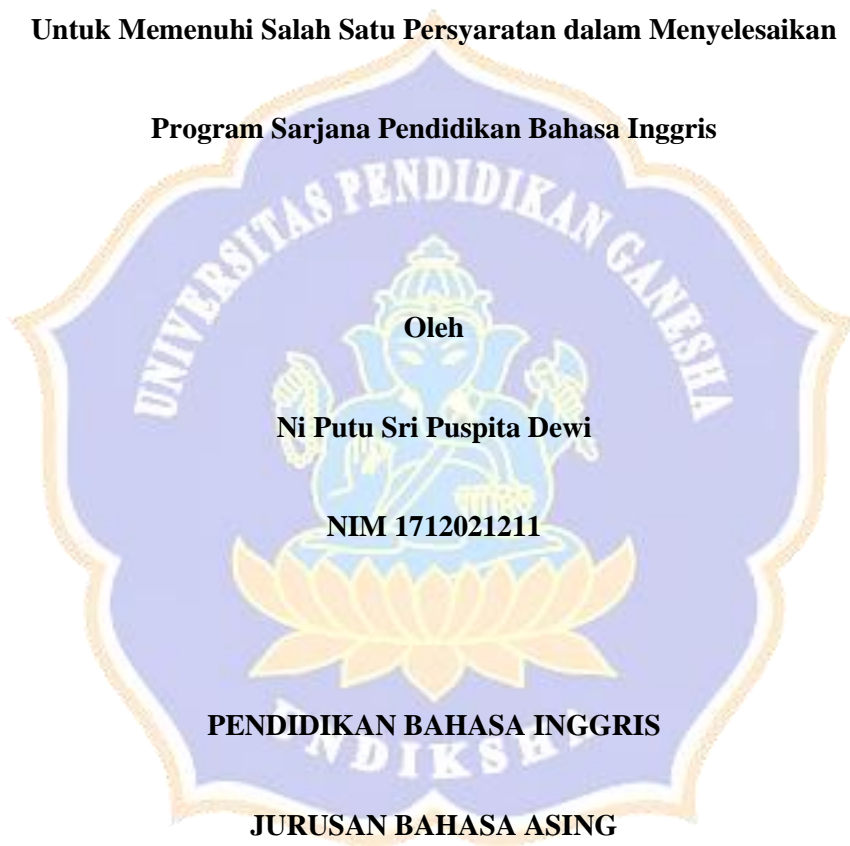 Untuk Memenuhi Salah Satu Persyaratan dalam Menyelesaikan
Program Sarjana Pendidikan Bahasa Inggris
UNIVERSITAS PENDIDIKAN GANESHA
Oleh
Ni Putu Sri Puspita Dewi
NIM 1712021211
PENDIDIKAN BAHASA INGGRIS
UNDIKSHA
JURUSAN BAHASA ASING